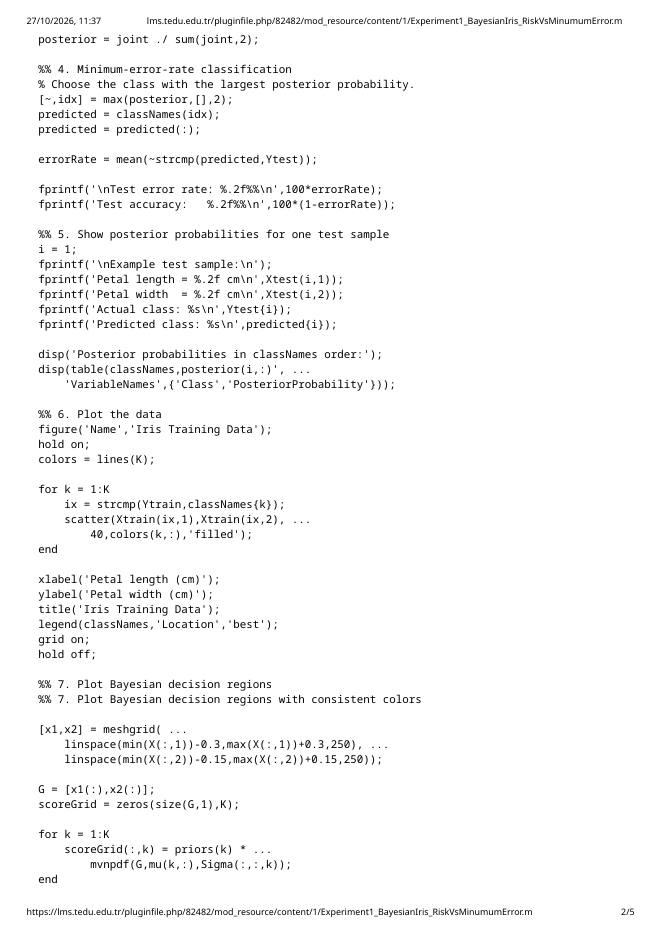 27/10/2026, 11:37 lms.tedu.edu.tr/pluginfile.php/82482/mod_resource/content/1/Experiment1_BayesianIris_RiskVsMinumumError.m
posterior = joint ./ sum(joint,2);

%% 4. Minimum-error-rate classification
% Choose the class with the largest posterior probability.
[~,idx] = max(posterior,[],2);
predicted = classNames(idx);
predicted = predicted(:);

errorRate = mean(~strcmp(predicted,Ytest));

fprintf('\nTest error rate: %.2f%%\n',100*errorRate);
fprintf('Test accuracy:   %.2f%%\n',100*(1-errorRate));

%% 5. Show posterior probabilities for one test sample
i = 1;
fprintf('\nExample test sample:\n');
fprintf('Petal length = %.2f cm\n',Xtest(i,1));
fprintf('Petal width  = %.2f cm\n',Xtest(i,2));
fprintf('Actual class: %s\n',Ytest{i});
fprintf('Predicted class: %s\n',predicted{i});

disp('Posterior probabilities in classNames order:');
disp(table(classNames,posterior(i,:)', ...
    'VariableNames',{'Class','PosteriorProbability'}));

%% 6. Plot the data
figure('Name','Iris Training Data');
hold on;
colors = lines(K);

for k = 1:K
    ix = strcmp(Ytrain,classNames{k});
    scatter(Xtrain(ix,1),Xtrain(ix,2), ...
        40,colors(k,:),'filled');
end

xlabel('Petal length (cm)');
ylabel('Petal width (cm)');
title('Iris Training Data');
legend(classNames,'Location','best');
grid on;
hold off;

%% 7. Plot Bayesian decision regions
%% 7. Plot Bayesian decision regions with consistent colors

[x1,x2] = meshgrid( ...
    linspace(min(X(:,1))-0.3,max(X(:,1))+0.3,250), ...
    linspace(min(X(:,2))-0.15,max(X(:,2))+0.15,250));

G = [x1(:),x2(:)];
scoreGrid = zeros(size(G,1),K);

for k = 1:K
    scoreGrid(:,k) = priors(k) * ...
        mvnpdf(G,mu(k,:),Sigma(:,:,k));
end
https://lms.tedu.edu.tr/pluginfile.php/82482/mod_resource/content/1/Experiment1_BayesianIris_RiskVsMinumumError.m 2/5